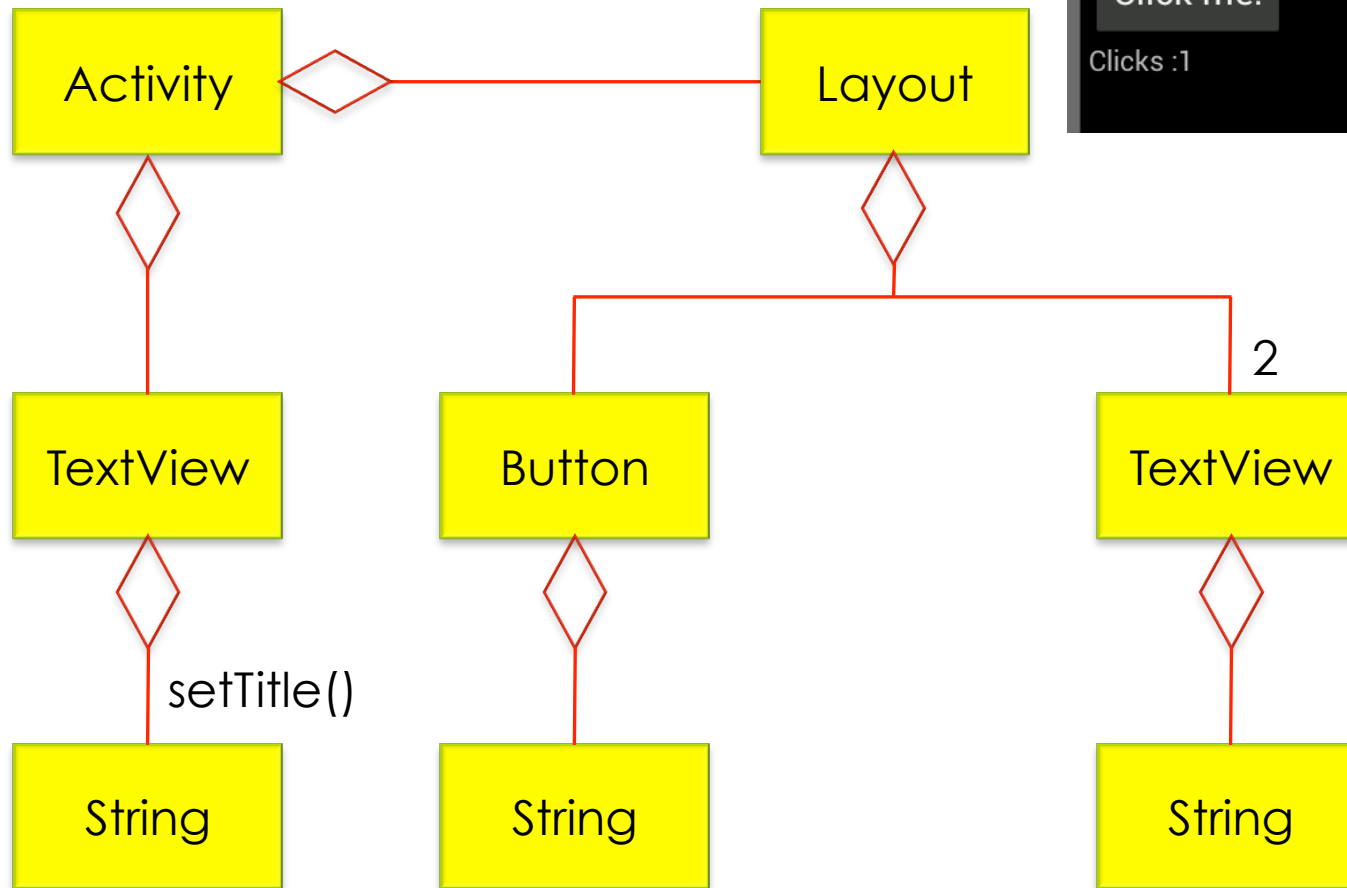 Activity
Layout
Clicks :1
2
TextView
Button
TextView
setTitle()
String
String
String